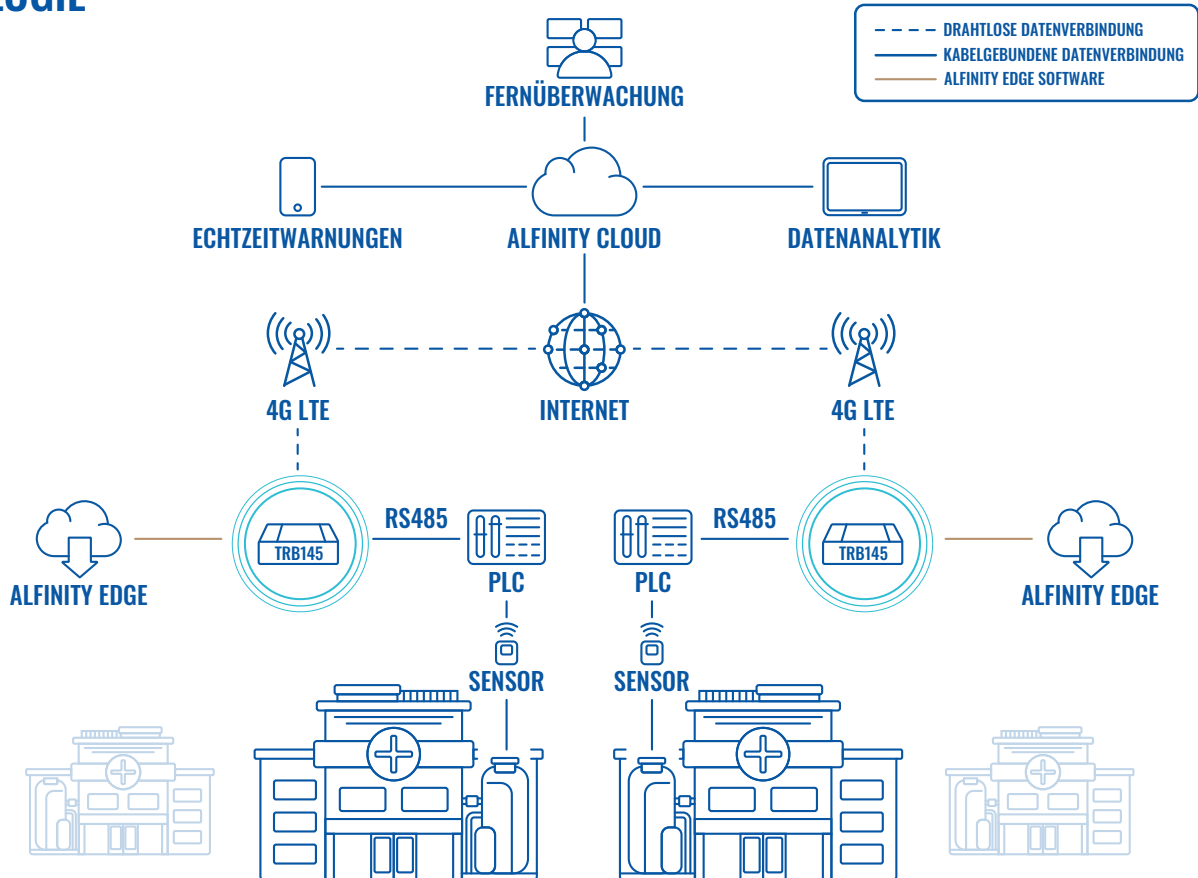 DRAHTLOSE DATENVERBINDUNG
KABELGEBUNDENE DATENVERBINDUNG
ALFINITY EDGE SOFTWARE
FERNÜBERWACHUNG
ECHTZEITWARNUNGEN
ALFINITY CLOUD
DATENANALYTIK
4G LTE
INTERNET
4G LTE
RS485
RS485
TRB145
TRB145
ALFINITY EDGE
PLC
PLC
ALFINITY EDGE
SENSOR
SENSOR